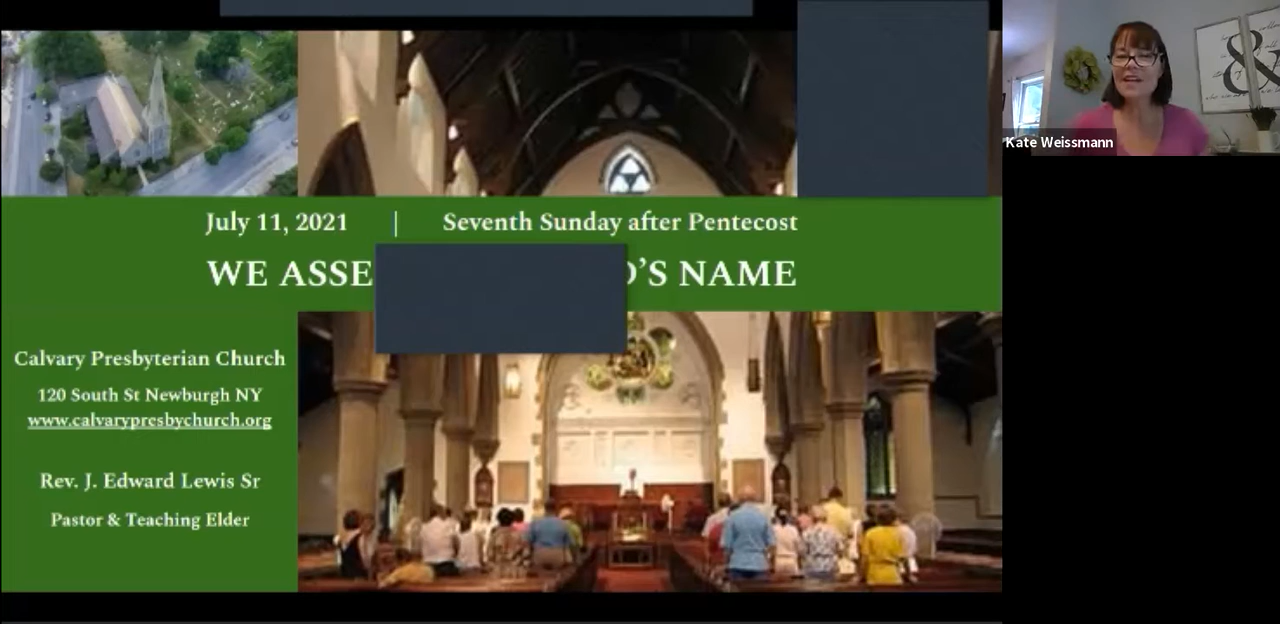 July 11, 2021 | Seventh Sunday after Pentecost
WE ASSE 'S NAME
Calvary Presbyterian Church
120 South St Newburgh NY
www.calvarypresbychurch.org
Rev. J. Edward Lewis Sr
Pastor & Teaching Elder
Kate Weissmann
&